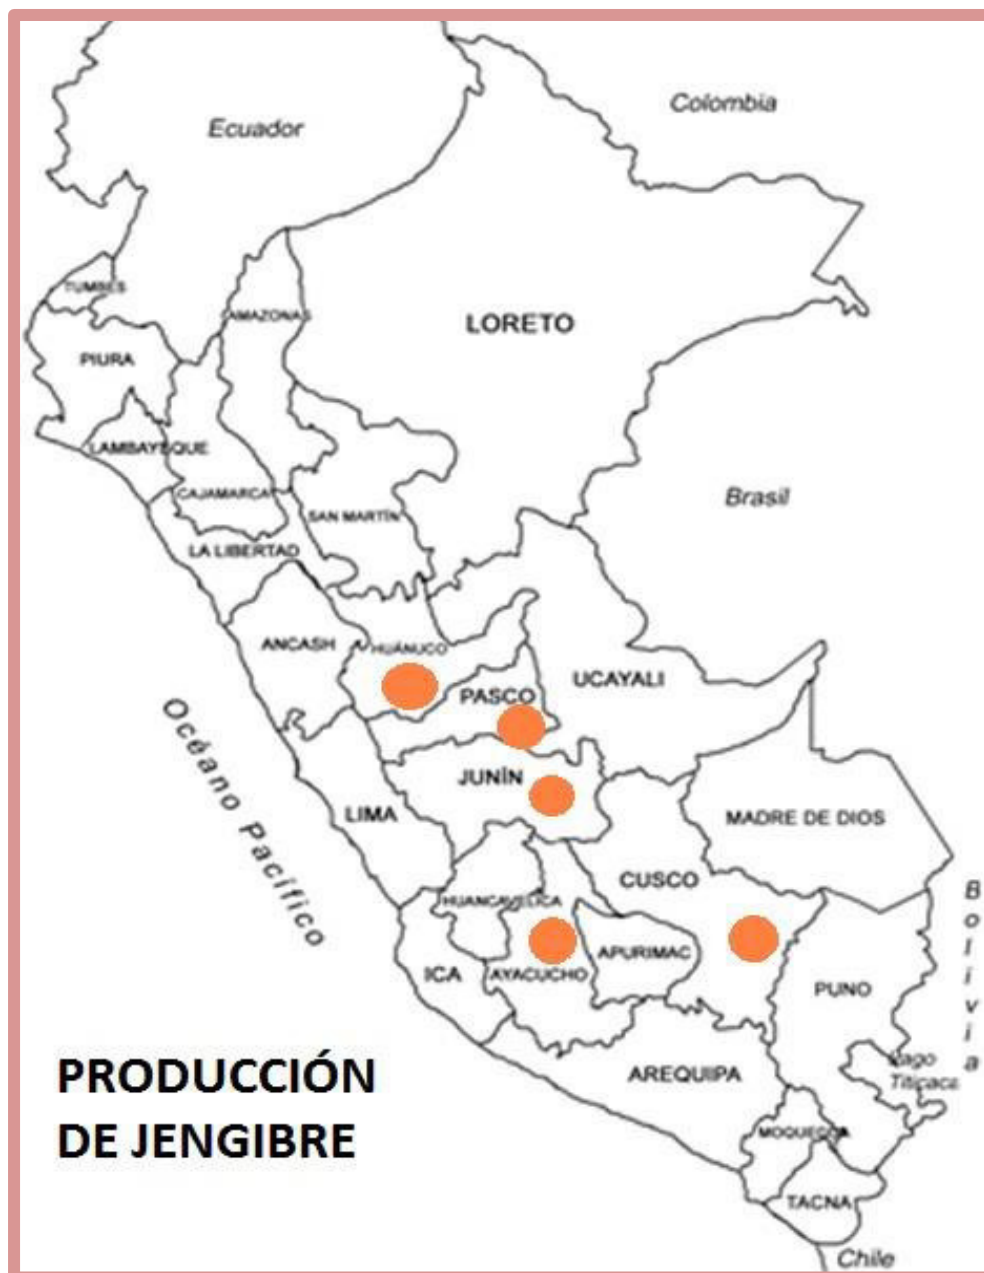 Colombia
Ecuador
TUMBES
AMAZONAS
LORETO
PIURA
LAMBAYEQUE
CAJAMARCA
Brasil
SAN MARTÍN
LA LIBERTAD
ANCASH
HUÁNUCO
UCAYALI
PASCO
Océano Pacífico
JUNÍN
LIMA
MADRE DE DIOS
CUSCO
HUANCAVELICA
Bolivia
APURIMAC
ICA
AYACUCHO
PUNO
AREQUIPA
Lago
Titicaca
PRODUCCIÓN
DE JENGIBRE
MOQUEGUA
TACNA
Chile